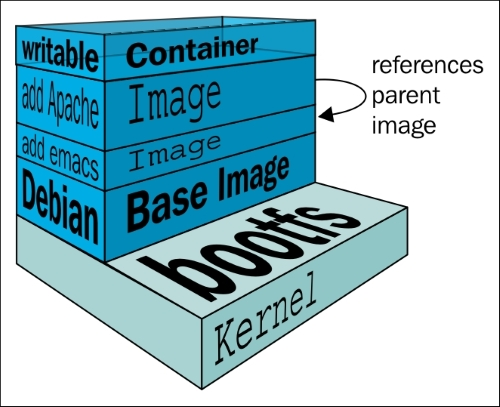 writable Container
add Apache Image
add emacs Image
Debian Base Image
references
parent
image
bootfs
Kernel